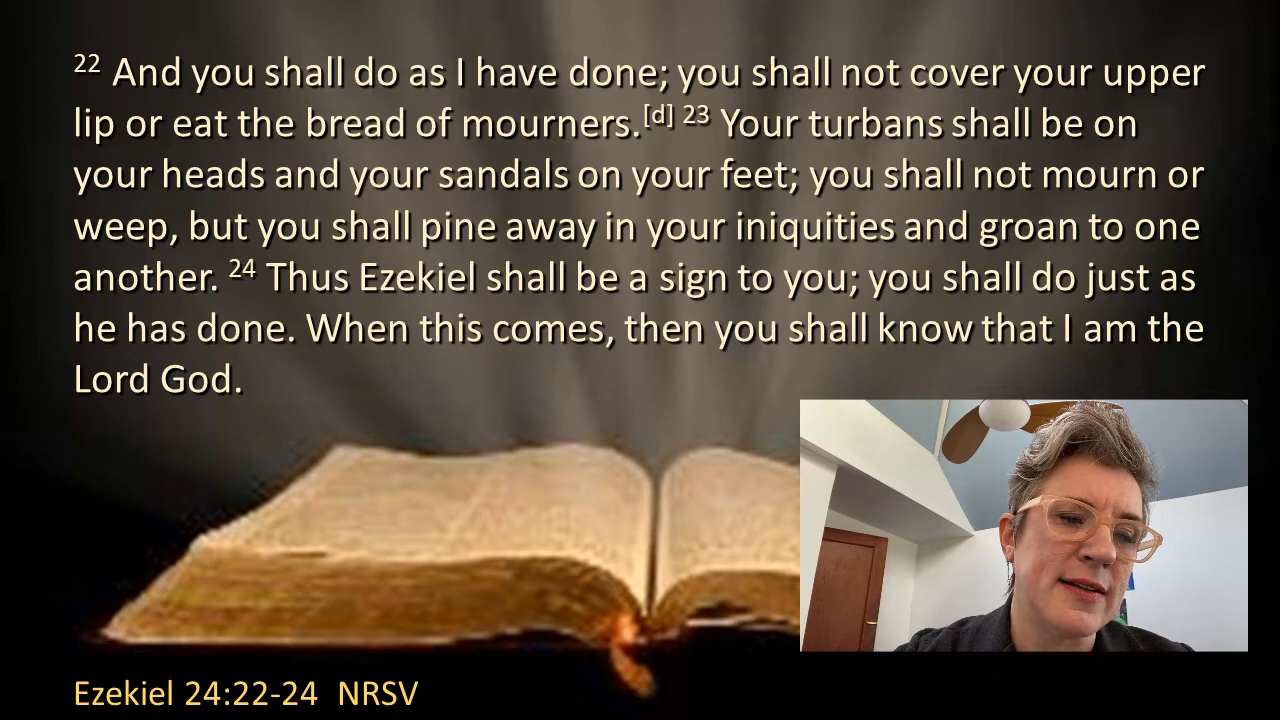 22 And you shall do as I have done; you shall not cover your upper
lip or eat the bread of mourners.[d] 23 Your turbans shall be on
your heads and your sandals on your feet; you shall not mourn or
weep, but you shall pine away in your iniquities and groan to one
another. 24 Thus Ezekiel shall be a sign to you; you shall do just as
he has done. When this comes, then you shall know that I am the
Lord God.
Ezekiel 24:22-24 NRSV